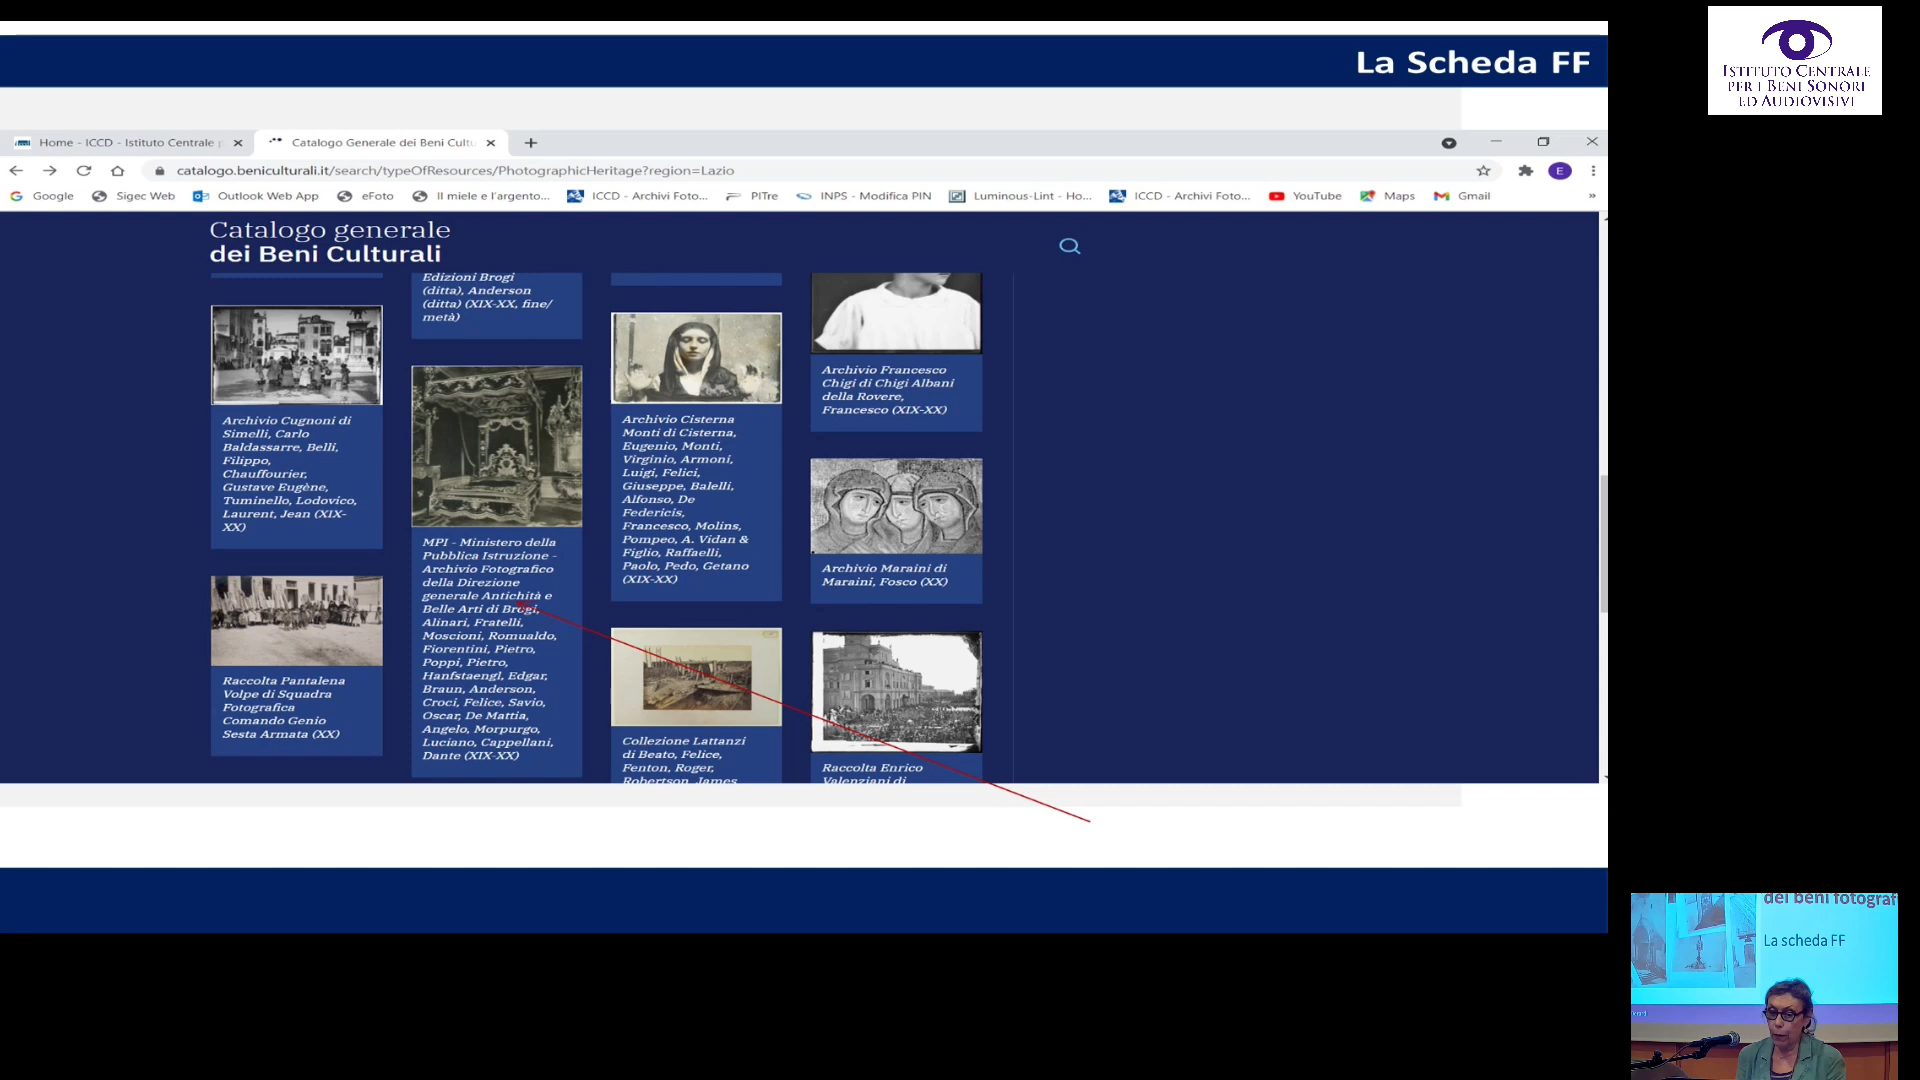 La Scheda FF
ISTITUTO CENTRALE
PER I BENI SONORI
ED AUDIOVISIVI
Home - ICCD - Istituto Centrale
Catalogo Generale dei Beni Cultu
catalogo.beniculturali.it/search/typeOfResources/PhotographicHeritage?region=Lazio
E
Google
Sigec Web
Outlook Web App
eFoto
Il miele e l'argento...
ICCD - Archivi Foto...
PITre
INPS - Modifica PIN
Luminous-Lint - Ho...
ICCD - Archivi Foto...
YouTube
Maps
Gmail
»
Catalogo generale
dei Beni Culturali
Archivio Cugnoni di
Simelli, Carlo
Baldassarre, Belli,
Filippo,
Chauffourier,
Gustave Eugène,
Tuminello, Lodovico,
Laurent, Jean (XIX-
XX)
Raccolta Pantalena
Volpe di Squadra
Fotografica
Comando Genio
Sesta Armata (XX)
Edizioni Brogi
(ditta), Anderson
(ditta) (XIX-XX, fine/
metà)
MPI - Ministero della
Pubblica Istruzione -
Archivio Fotografico
della Direzione
generale Antichità e
Belle Arti di Brogi,
Alinari, Fratelli,
Moscioni, Romualdo,
Fiorentini, Pietro,
Poppi, Pietro,
Hanfstaengl, Edgar,
Braun, Anderson,
Croci, Felice, Savio,
Oscar, De Mattia,
Angelo, Morpurgo,
Luciano, Cappellani,
Dante (XIX-XX)
Archivio Cisterna
Monti di Cisterna,
Eugenio, Monti,
Virginio, Armoni,
Luigi, Felici,
Giuseppe, Balelli,
Alfonso, De
Federicis,
Francesco, Molins,
Pompeo, A. Vidan &
Figlio, Raffaelli,
Paolo, Pedo, Getano
(XIX-XX)
Collezione Lattanzi
di Beato, Felice,
Fenton, Roger,
Robertson, James
Archivio Francesco
Chigi di Chigi Albani
della Rovere,
Francesco (XIX-XX)
Archivio Maraini di
Maraini, Fosco (XX)
Raccolta Enrico
Valenziani di
dei beni fotograf
La scheda FF